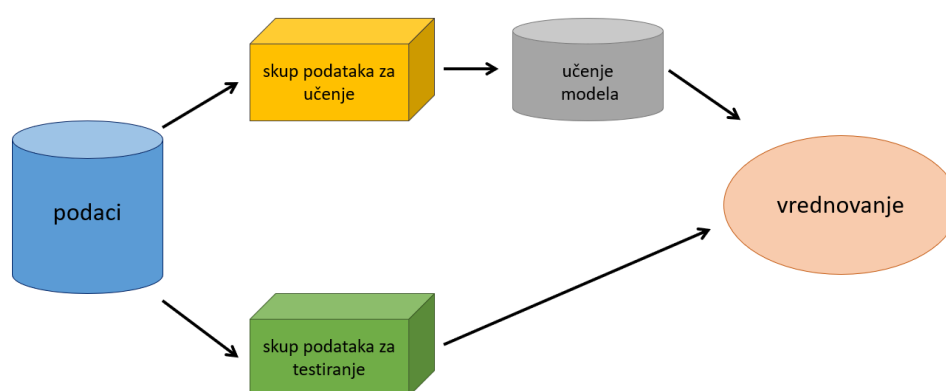 skup podataka za
učenje
učenje
modela
podaci
vrednovanje
skup podataka za
testiranje